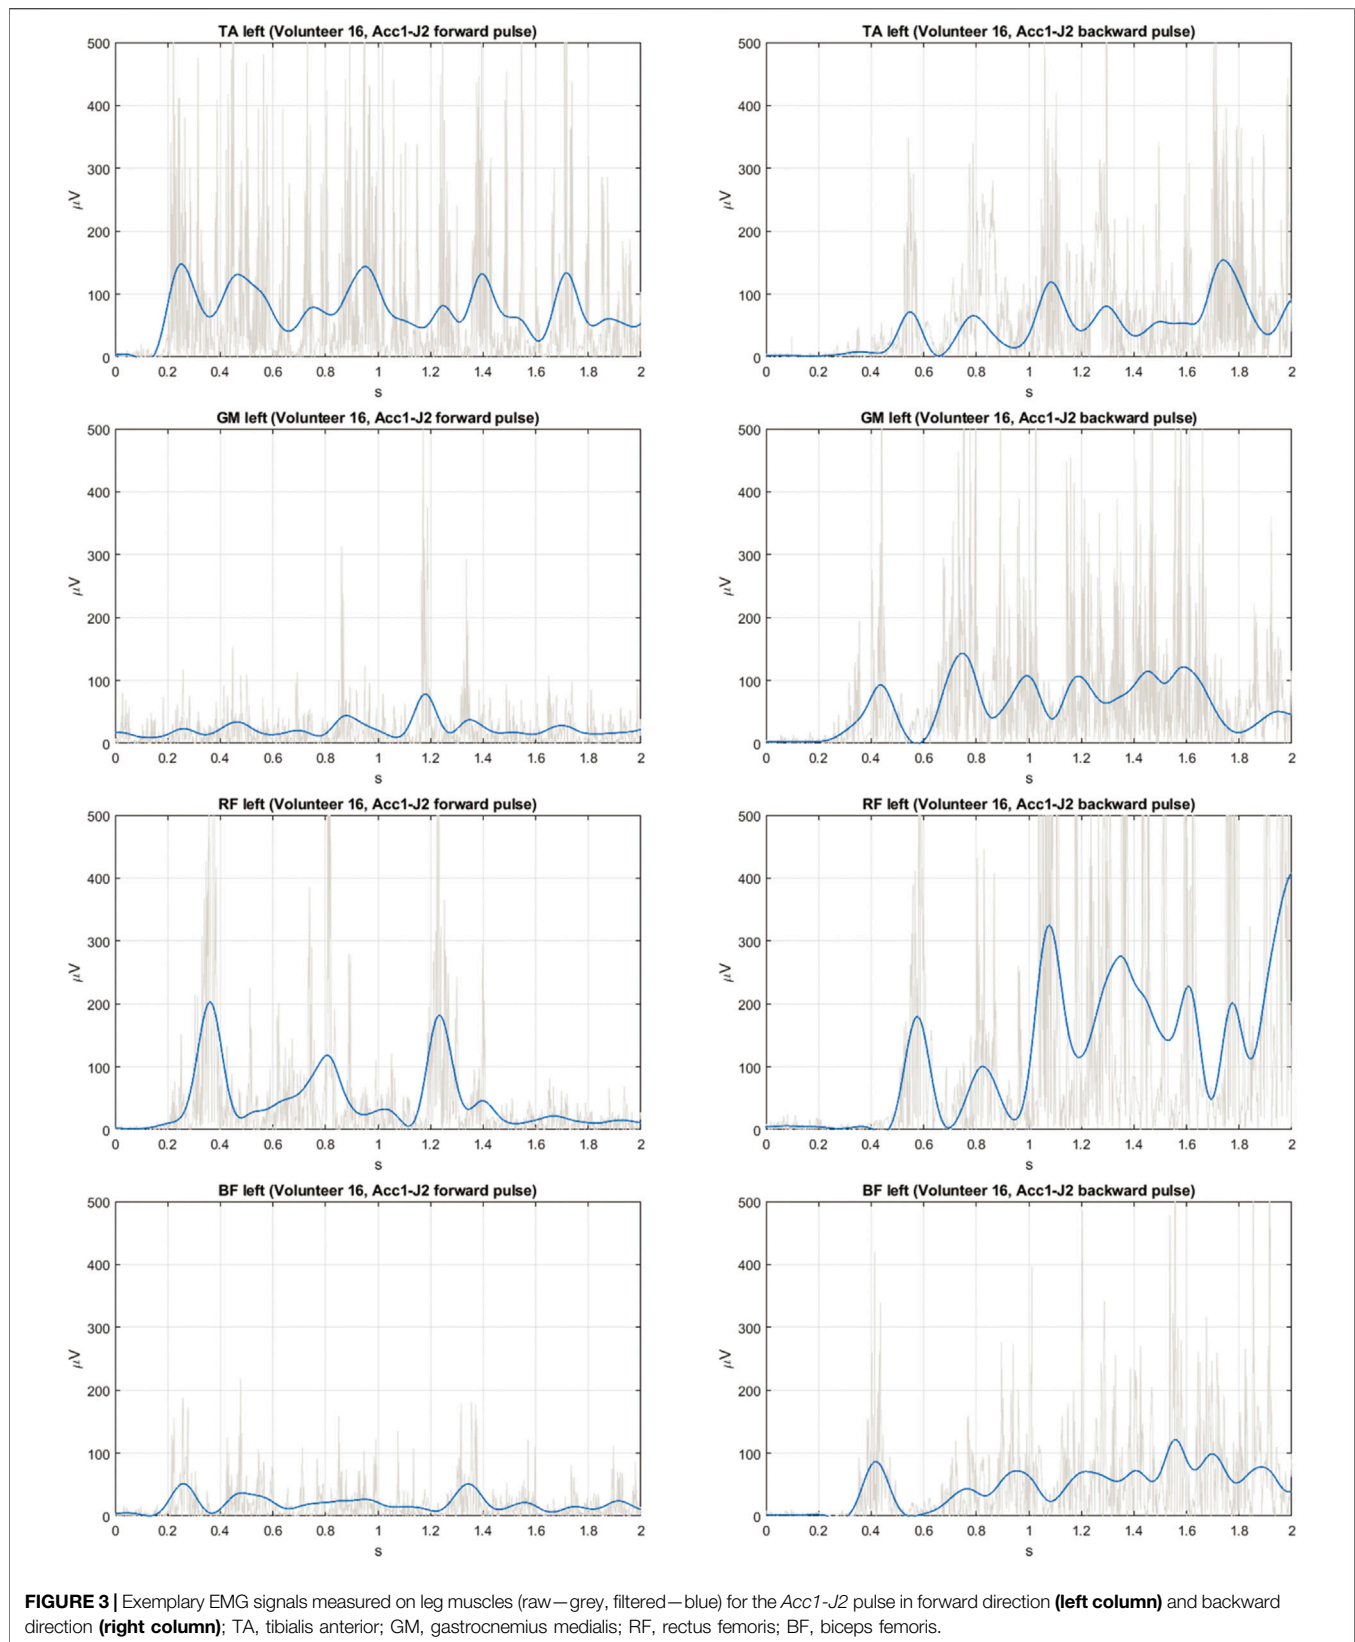 TA left (Volunteer 16, Acc1-J2 forward pulse)
500
400
300
200
100
0
µV
0 0.2 0.4 0.6 0.8 1 1.2 1.4 1.6 1.8 2
s
TA left (Volunteer 16, Acc1-J2 backward pulse)
500
400
300
200
100
0
µV
0 0.2 0.4 0.6 0.8 1 1.2 1.4 1.6 1.8 2
s
GM left (Volunteer 16, Acc1-J2 forward pulse)
500
400
300
200
100
0
µV
0 0.2 0.4 0.6 0.8 1 1.2 1.4 1.6 1.8 2
s
GM left (Volunteer 16, Acc1-J2 backward pulse)
500
400
300
200
100
0
µV
0 0.2 0.4 0.6 0.8 1 1.2 1.4 1.6 1.8 2
s
RF left (Volunteer 16, Acc1-J2 forward pulse)
500
400
300
200
100
0
µV
0 0.2 0.4 0.6 0.8 1 1.2 1.4 1.6 1.8 2
s
RF left (Volunteer 16, Acc1-J2 backward pulse)
500
400
300
200
100
0
µV
0 0.2 0.4 0.6 0.8 1 1.2 1.4 1.6 1.8 2
s
BF left (Volunteer 16, Acc1-J2 forward pulse)
500
400
300
200
100
0
µV
0 0.2 0.4 0.6 0.8 1 1.2 1.4 1.6 1.8 2
s
BF left (Volunteer 16, Acc1-J2 backward pulse)
500
400
300
200
100
0
µV
0 0.2 0.4 0.6 0.8 1 1.2 1.4 1.6 1.8 2
s
FIGURE 3 | Exemplary EMG signals measured on leg muscles (raw—grey, filtered—blue) for the Acc1-J2 pulse in forward direction (left column) and backward
direction (right column); TA, tibialis anterior; GM, gastrocnemius medialis; RF, rectus femoris; BF, biceps femoris.